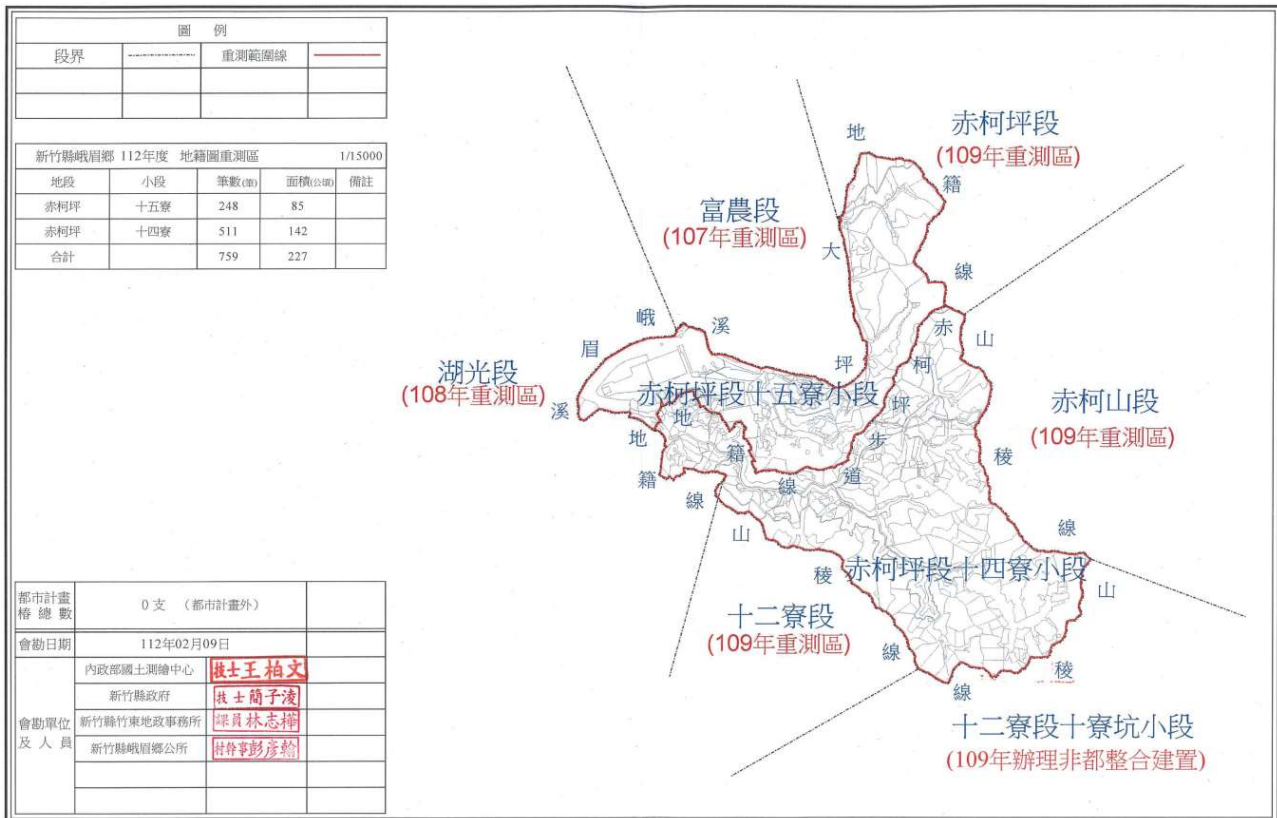 圖 例
段界 重測範圍線
新竹縣峨眉鄉 112年度 地籍圖重測區 1/15000
地段 小段 筆數(筆) 面積(公頃) 備註
赤柯坪 十五寮 248 85
赤柯坪 十四寮 511 142
合計 759 227
都市計畫樁總數 0支 (都市計畫外)
會勘日期 112年02月09日
會勘單位及人員
內政部國土測繪中心 技士王柏文
新竹縣政府 技士簡子淩
新竹縣竹東地政事務所 課員林志樺
新竹縣峨眉鄉公所 村幹事彭彥翰
赤柯坪段
(109年重測區)
富農段
(107年重測區)
湖光段
(108年重測區)
赤柯坪段十五寮小段
赤柯山段
(109年重測區)
赤柯坪段十四寮小段
十二寮段
(109年重測區)
十二寮段十寮坑小段
(109年辦理非都整合建置)
地籍線
大坪
溪
峨眉溪
地籍線
地籍線
赤柯坪步道
山稜線
山稜線
山稜線